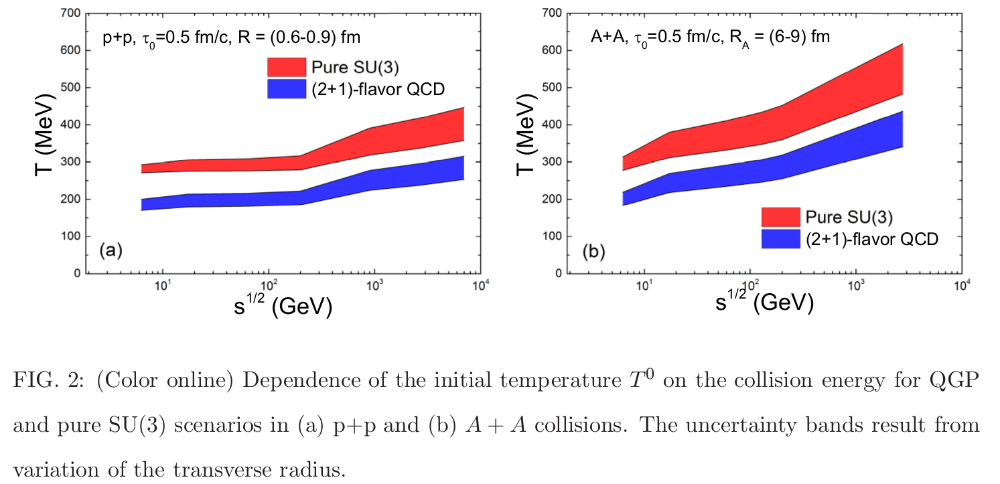 700
600
500
400
300
200
100
0
T (MeV)
p+p, τ0=0.5 fm/c, R = (0.6-0.9) fm
Pure SU(3)
(2+1)-flavor QCD
(a)
10¹ 10² 10³ 10⁴
s^1/2 (GeV)
700
600
500
400
300
200
100
0
T (MeV)
A+A, τ0=0.5 fm/c, RA = (6-9) fm
Pure SU(3)
(2+1)-flavor QCD
(b)
10¹ 10² 10³ 10⁴
s^1/2 (GeV)
FIG. 2: (Color online) Dependence of the initial temperature T⁰ on the collision energy for QGP
and pure SU(3) scenarios in (a) p+p and (b) A + A collisions. The uncertainty bands result from
variation of the transverse radius.